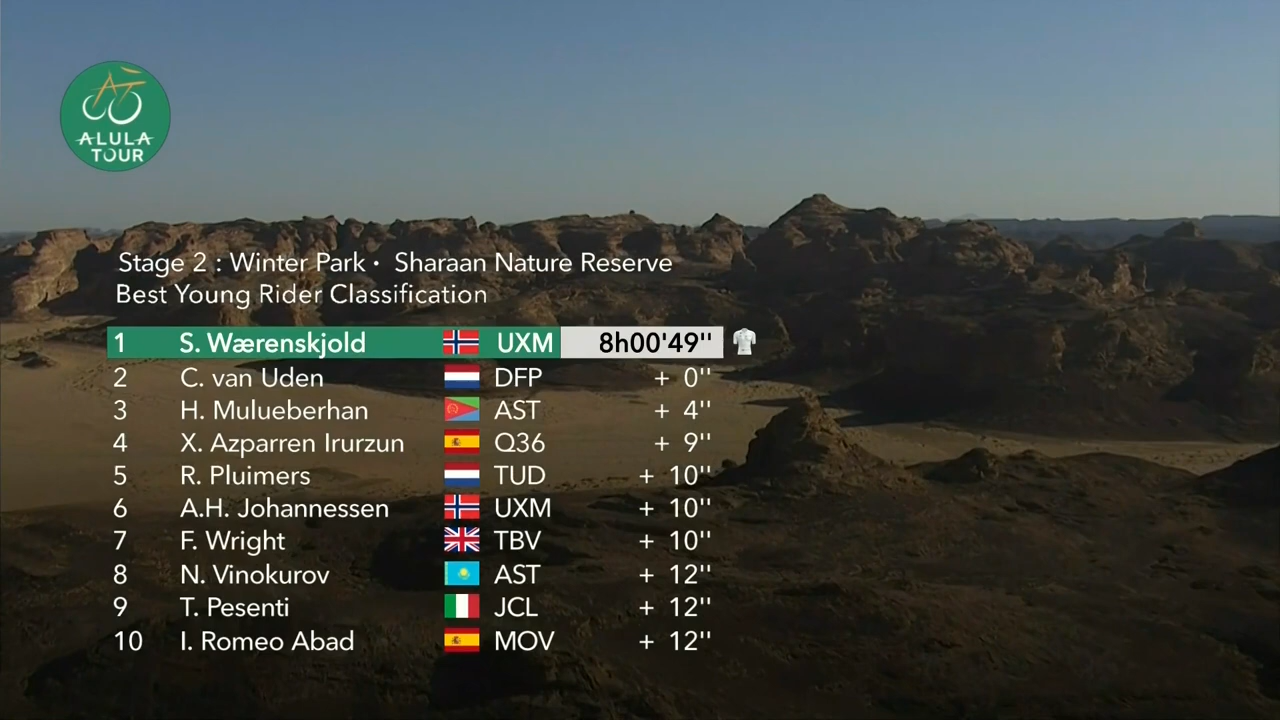 ALULA
TOUR
Stage 2 : Winter Park · Sharaan Nature Reserve
Best Young Rider Classification
1 S. Wærenskjold UXM 8h00'49''
2 C. van Uden DFP + 0''
3 H. Mulueberhan AST + 4''
4 X. Azparren Irurzun Q36 + 9''
5 R. Pluimers TUD + 10''
6 A.H. Johannessen UXM + 10''
7 F. Wright TBV + 10''
8 N. Vinokurov AST + 12''
9 T. Pesenti JCL + 12''
10 I. Romeo Abad MOV + 12''